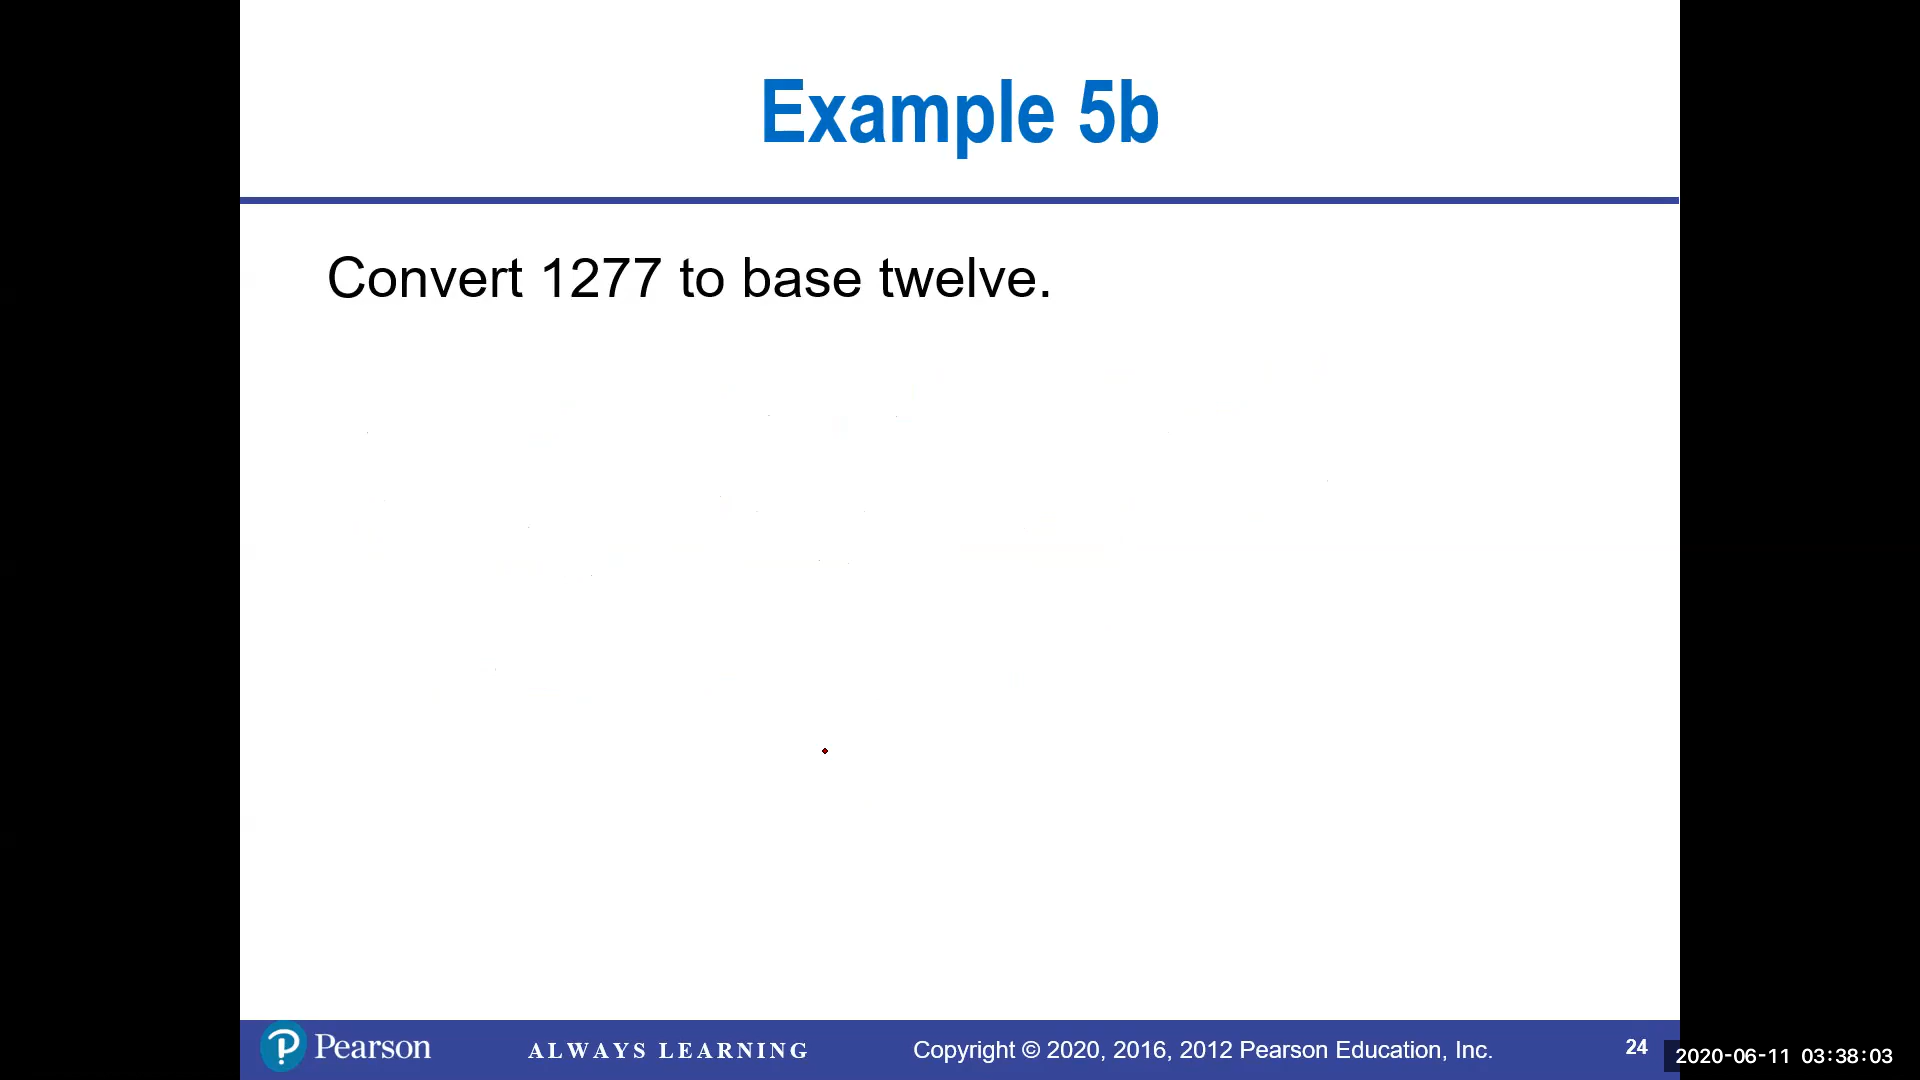 Example 5b
Convert 1277 to base twelve.
Pearson
ALWAYS LEARNING
Copyright © 2020, 2016, 2012 Pearson Education, Inc.
24
2020-06-11 03:38:03